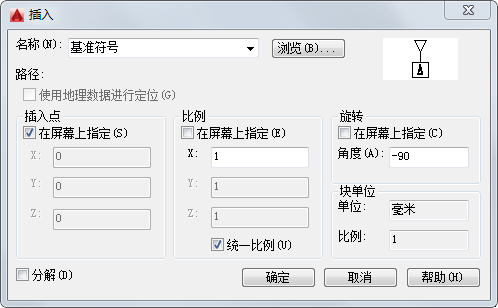 插入
名称(N): 基准符号 浏览(B)...
路径:
使用地理数据进行定位(G)
插入点 比例 旋转
在屏幕上指定(S) 在屏幕上指定(E) 在屏幕上指定(C)
X: 0 X: 1 角度(A): -90
Y: 0 Y: 1 块单位
单位: 毫米
Z: 0 Z: 1 比例: 1
统一比例(U)
分解(D) 确定 取消 帮助(H)
A